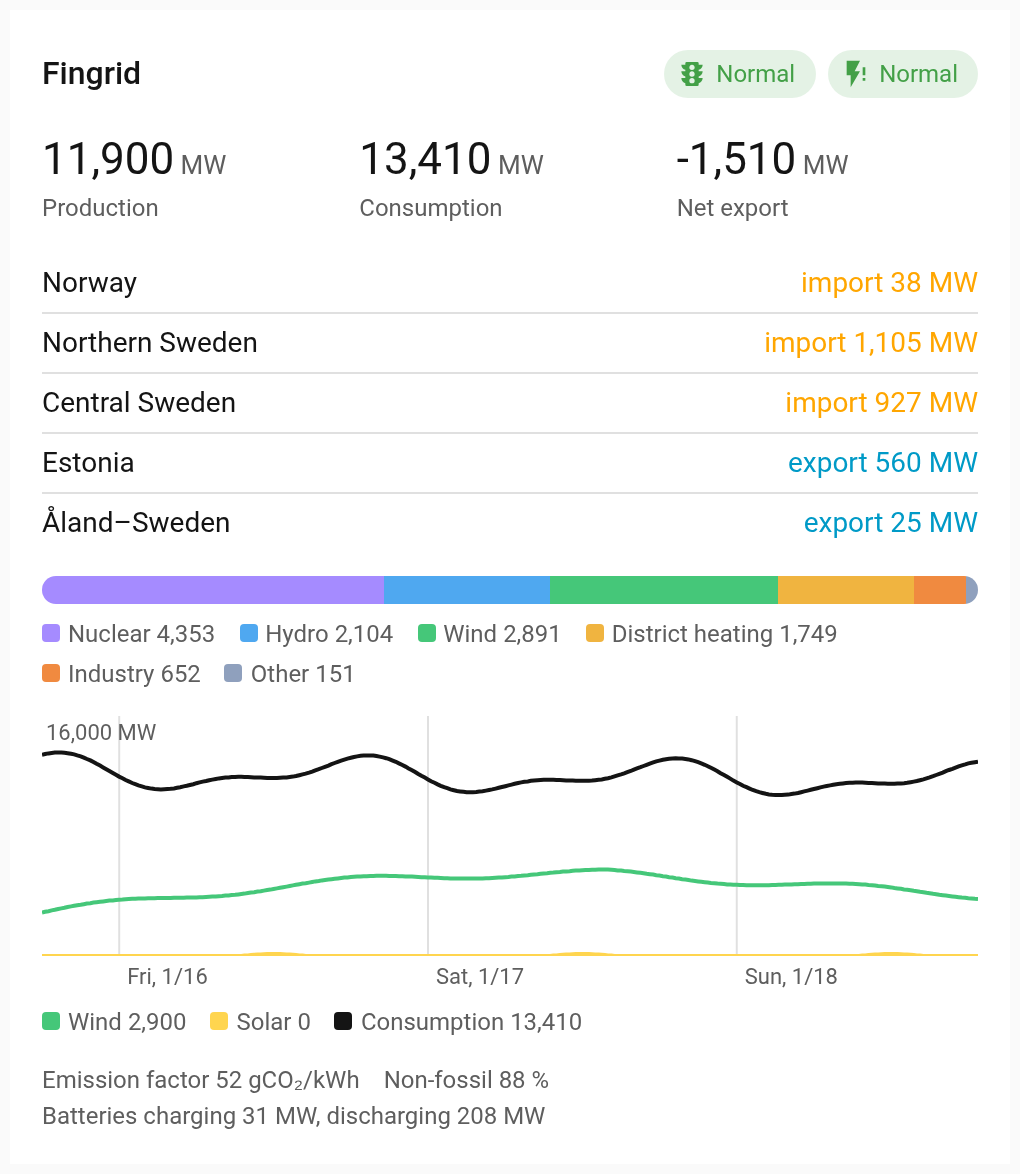 Fingrid
Normal
Normal
11,900 MW
13,410 MW
-1,510 MW
Production
Consumption
Net export
Norway import 38 MW
Northern Sweden import 1,105 MW
Central Sweden import 927 MW
Estonia export 560 MW
Åland–Sweden export 25 MW
Nuclear 4,353 Hydro 2,104 Wind 2,891 District heating 1,749
Industry 652 Other 151
16,000 MW
Fri, 1/16 Sat, 1/17 Sun, 1/18
Wind 2,900 Solar 0 Consumption 13,410
Emission factor 52 gCO₂/kWh Non-fossil 88 %
Batteries charging 31 MW, discharging 208 MW